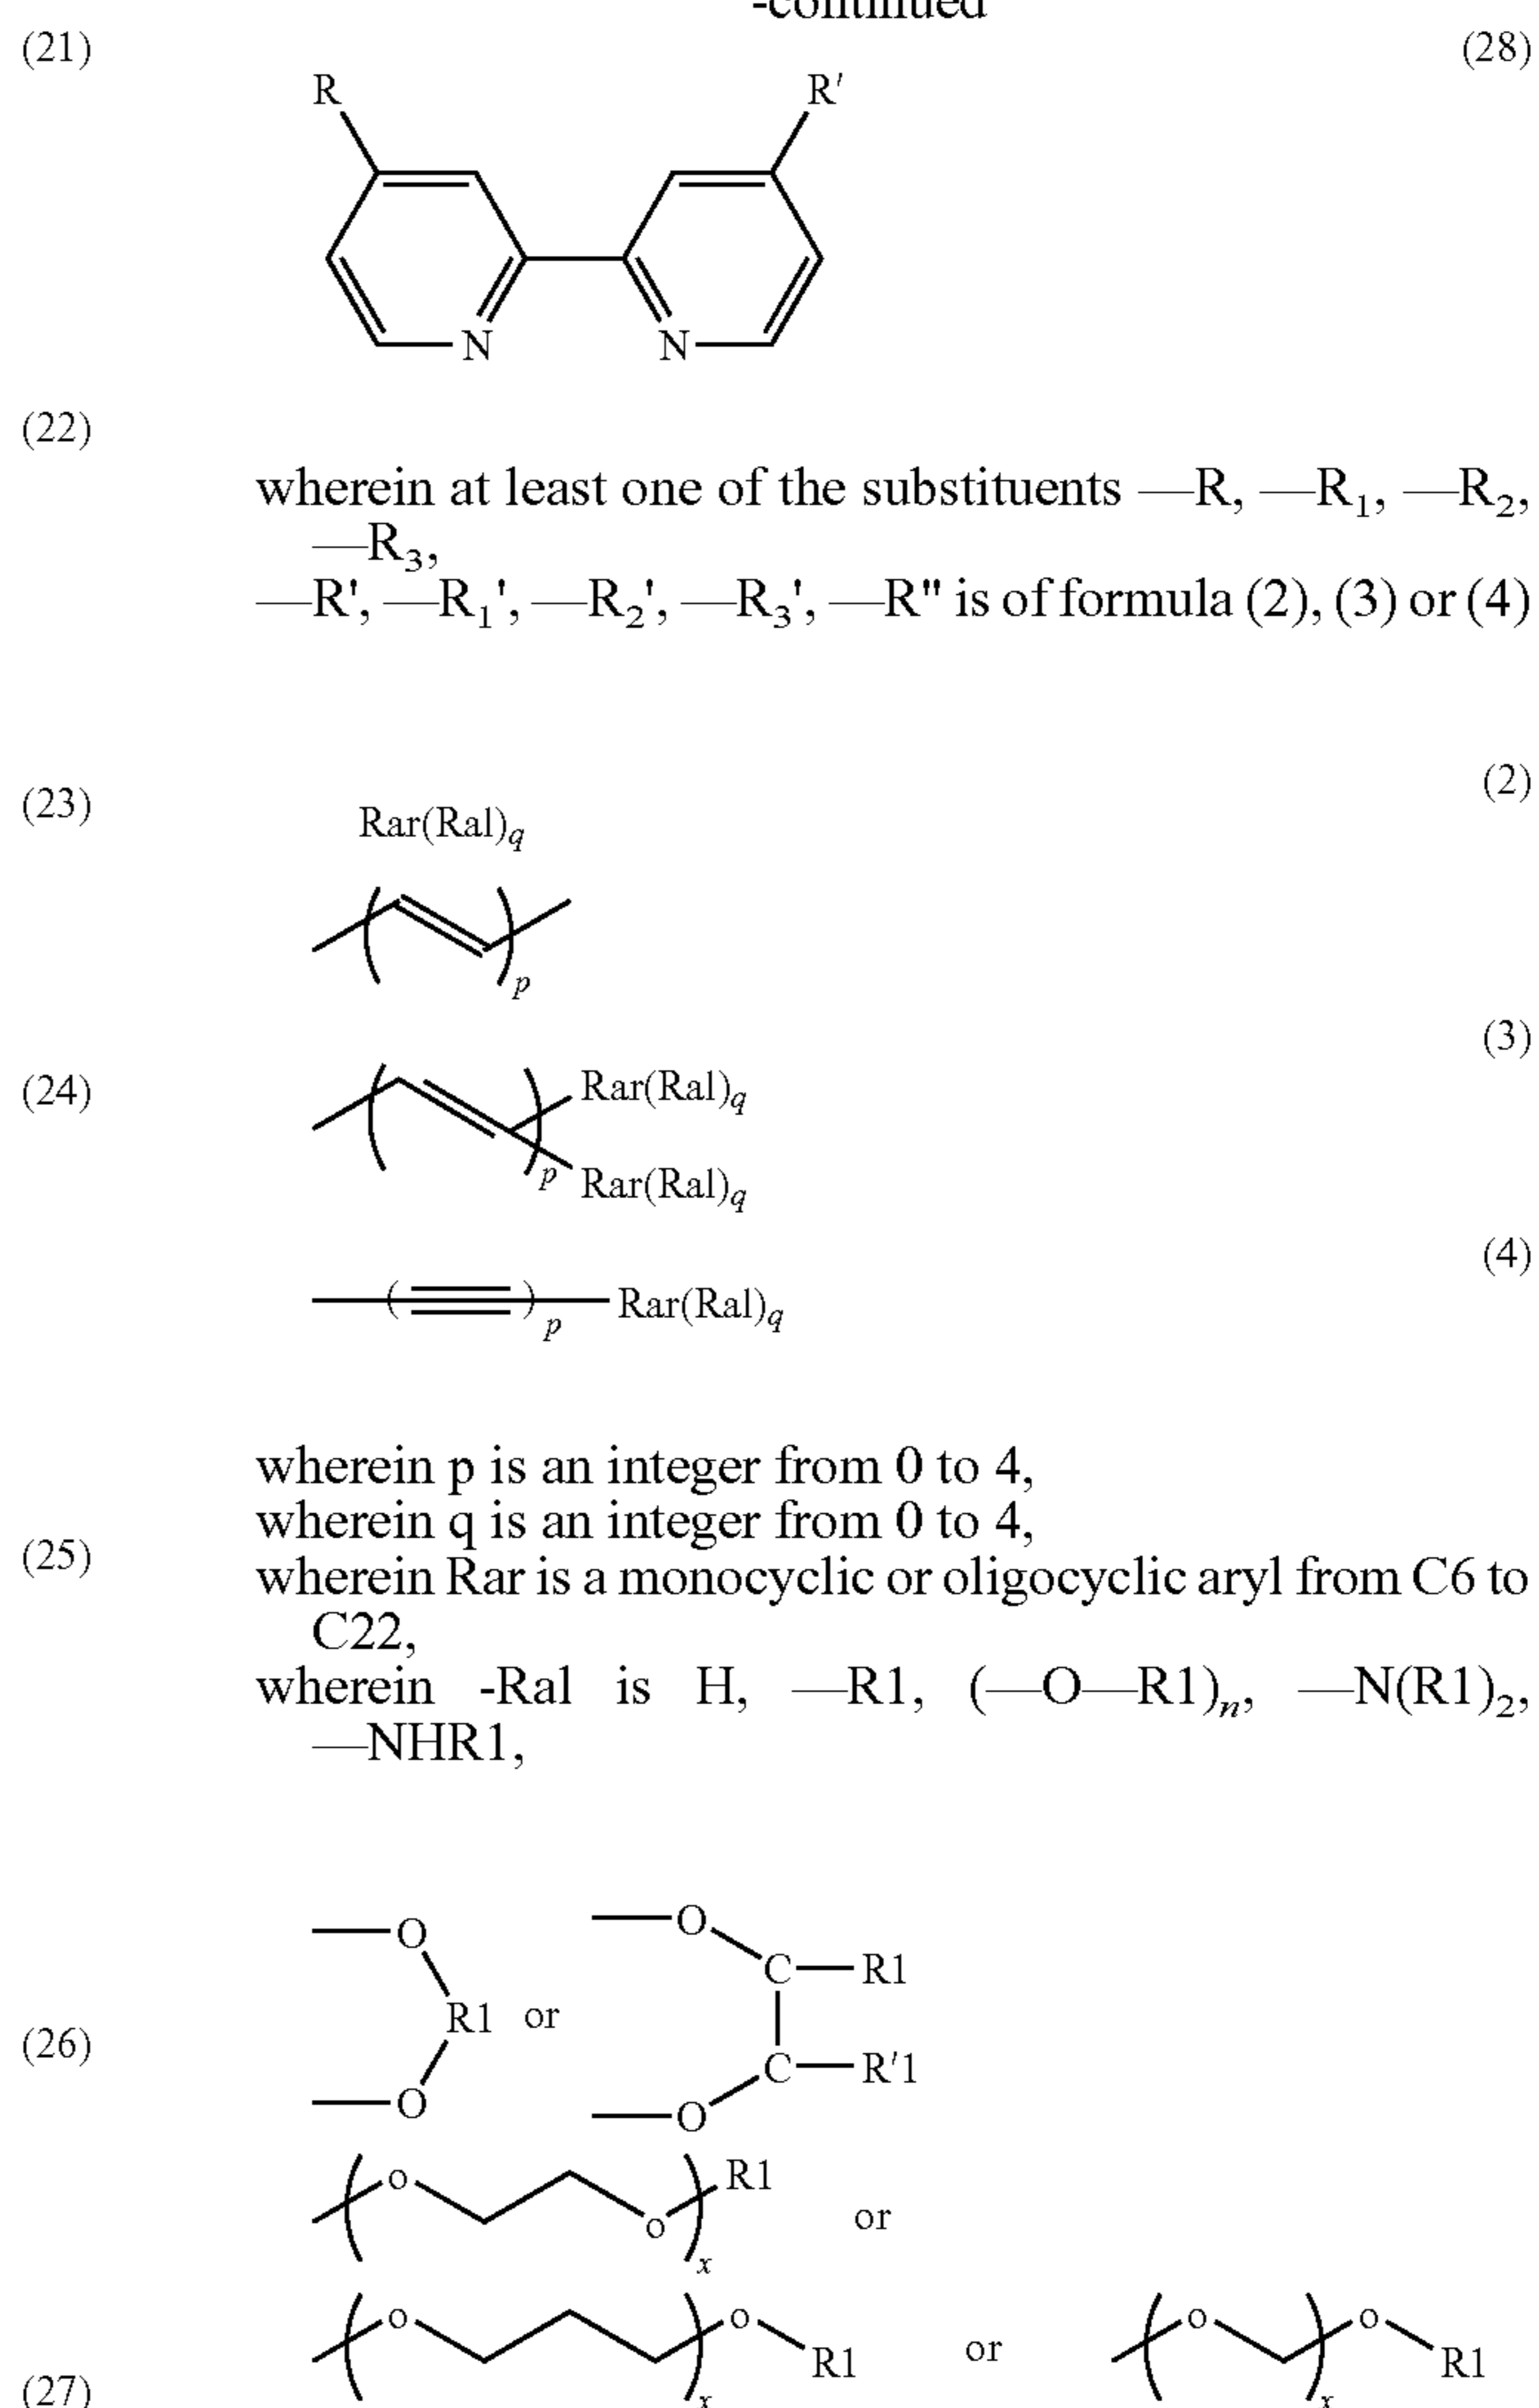 -continued
(21)
(28)
R R'
N N
(22)
wherein at least one of the substituents —R, —R₁, —R₂,
—R₃,
—R', —R₁', —R₂', —R₃', —R" is of formula (2), (3) or (4)
(2)
(23)
Rar(Ral)q
p
(3)
(24)
Rar(Ral)q
p
Rar(Ral)q
(4)
p
Rar(Ral)q
wherein p is an integer from 0 to 4,
wherein q is an integer from 0 to 4,
(25)
wherein Rar is a monocyclic or oligocyclic aryl from C6 to
C22,
wherein -Ral is H, —R1, (—O—R1)ₙ, —N(R1)₂,
—NHR1,
O O
C—R1
R1 or
(26)
C—R'1
O O
o R1
o or
x
o o
R1 or
x
o o
R1
x
(27)